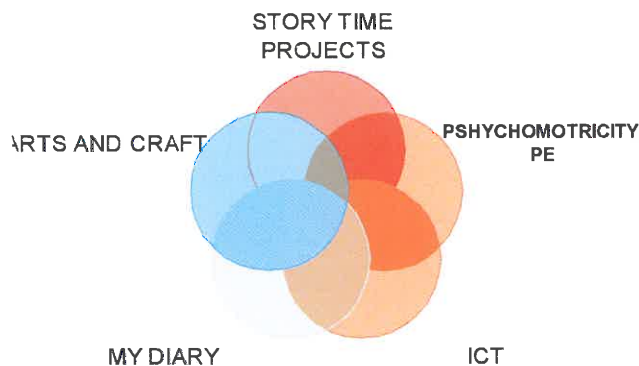 STORY TIME
PROJECTS
ARTS AND CRAFT
PSHYCHOMOTRICITY
PE
MY DIARY
ICT